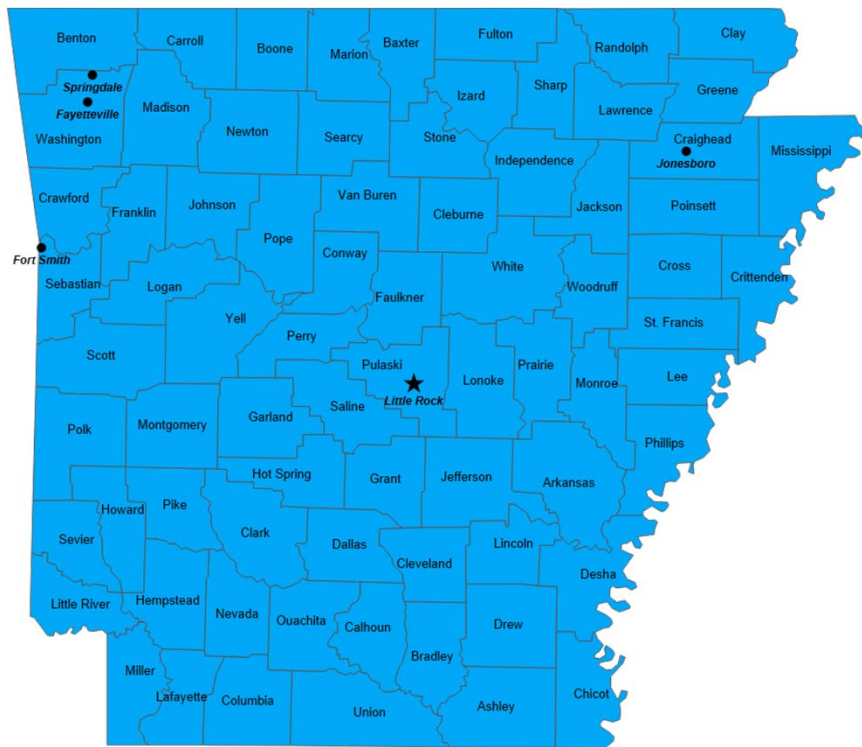 Benton
Carroll
Boone
Marion
Baxter
Fulton
Randolph
Clay
Springdale
Fayetteville
Washington
Madison
Newton
Searcy
Stone
Izard
Sharp
Lawrence
Greene
Craighead
Jonesboro
Mississippi
Independence
Crawford
Franklin
Johnson
Pope
Van Buren
Cleburne
Jackson
Poinsett
Fort Smith
Sebastian
Logan
Conway
Faulkner
White
Woodruff
Cross
Crittenden
Yell
Perry
Scott
Pulaski
Little Rock
Lonoke
Prairie
Monroe
St. Francis
Lee
Polk
Montgomery
Garland
Saline
Phillips
Hot Spring
Grant
Jefferson
Arkansas
Howard
Pike
Clark
Sevier
Dallas
Cleveland
Lincoln
Desha
Little River
Hempstead
Nevada
Ouachita
Calhoun
Bradley
Drew
Miller
Lafayette
Columbia
Union
Ashley
Chicot